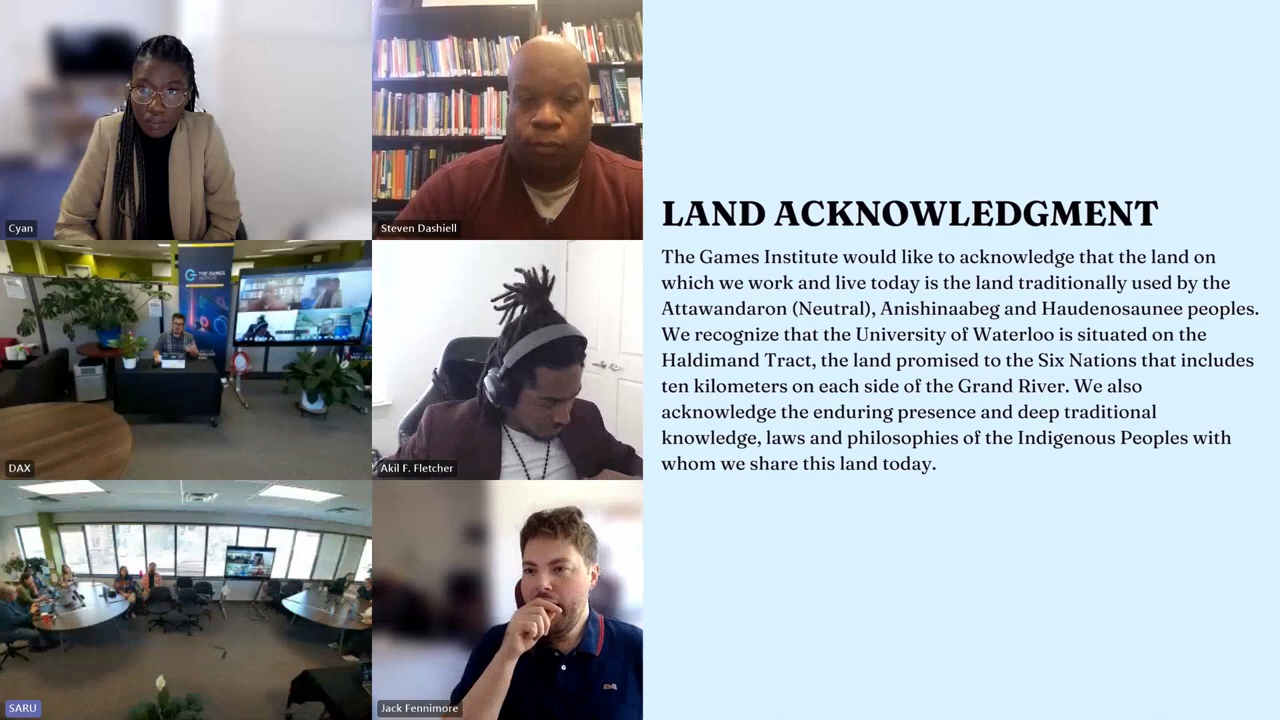 Cyan
Steven Dashiell
THE GAMES
INSTITUTE
DAX
Akil F. Fletcher
SARU
Jack Fennimore
LAND ACKNOWLEDGMENT
The Games Institute would like to acknowledge that the land on
which we work and live today is the land traditionally used by the
Attawandaron (Neutral), Anishinaabeg and Haudenosaunee peoples.
We recognize that the University of Waterloo is situated on the
Haldimand Tract, the land promised to the Six Nations that includes
ten kilometers on each side of the Grand River. We also
acknowledge the enduring presence and deep traditional
knowledge, laws and philosophies of the Indigenous Peoples with
whom we share this land today.